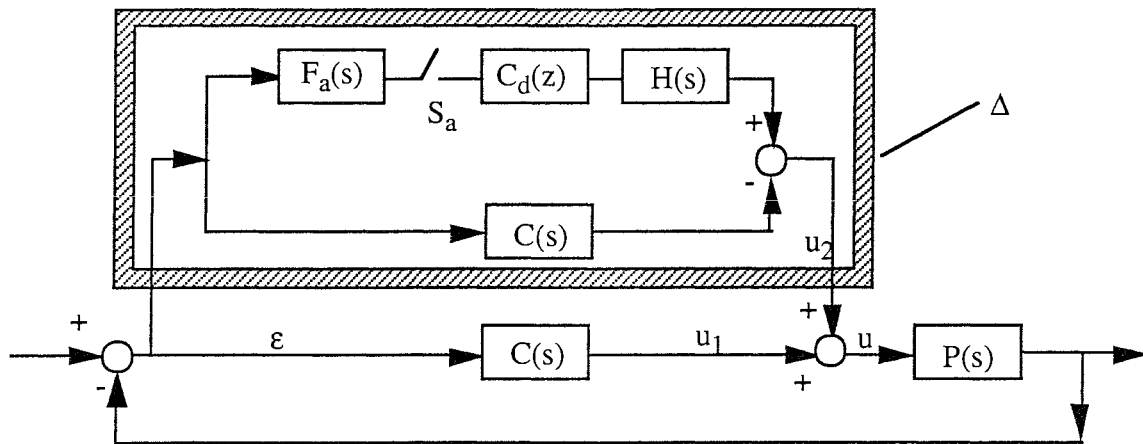 F_a(s)
C_d(z)
H(s)
S_a
Δ
+
-
C(s)
u_2
+
+
ε
C(s)
u_1
u
P(s)
-
+